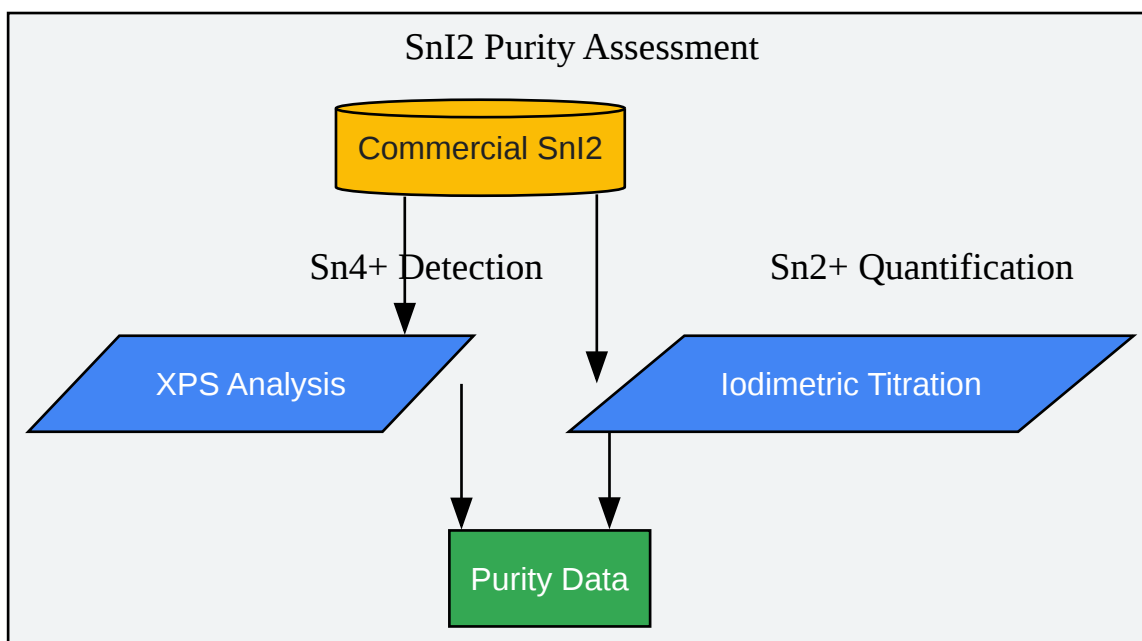 SnI2 Purity Assessment
Commercial SnI2
Sn4+ Detection
Sn2+ Quantification
XPS Analysis
Iodimetric Titration
Purity Data